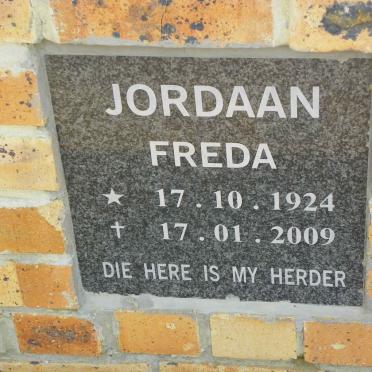 JORDAAN
FREDA
★ 17.10.1924
✝ 17.01.2009
DIE HERE IS MY HERDER